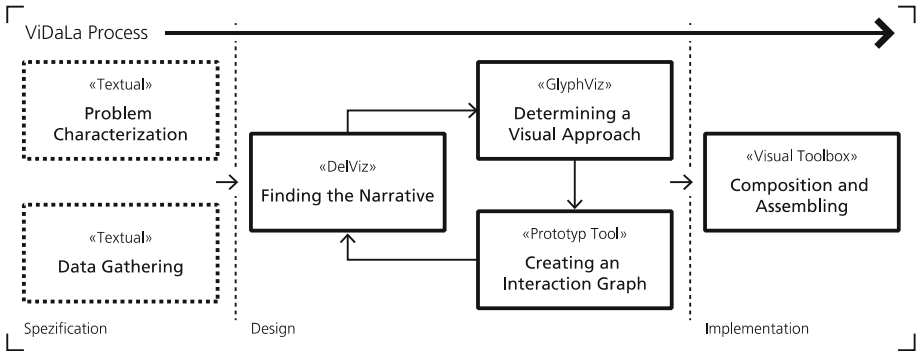 ViDaLa Process
«Textual»
Problem
Characterization
«Textual»
Data Gathering
Spezification
«DelViz»
Finding the Narrative
«GlyphViz»
Determining a
Visual Approach
«Prototyp Tool»
Creating an
Interaction Graph
Design
«Visual Toolbox»
Composition and
Assembling
Implementation